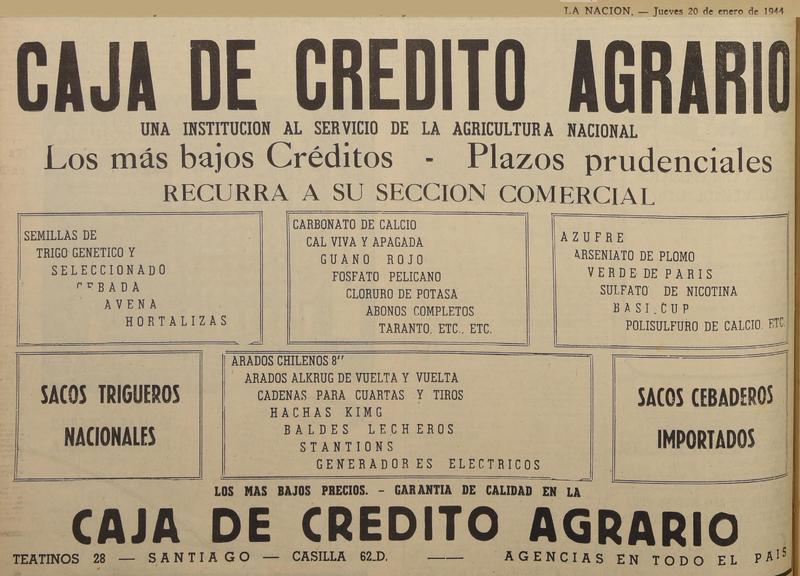 LA NACION, — Jueves 20 de enero de 1944
CAJA DE CREDITO AGRARIO
UNA INSTITUCION AL SERVICIO DE LA AGRICULTURA NACIONAL
Los más bajos Créditos - Plazos prudenciales
RECURRA A SU SECCION COMERCIAL
SEMILLAS DE
TRIGO GENETICO Y
SELECCIONADO
CEBADA
AVENA
HORTALIZAS
CARBONATO DE CALCIO
CAL VIVA Y APAGADA
GUANO ROJO
FOSFATO PELICANO
CLORURO DE POTASA
ABONOS COMPLETOS
TARANTO, ETC., ETC.
AZUFRE
ARSENIATO DE PLOMO
VERDE DE PARIS
SULFATO DE NICOTINA
BASI.CUP
POLISULFURO DE CALCIO, ETC.
SACOS TRIGUEROS
NACIONALES
ARADOS CHILENOS 8"
ARADOS ALKRUG DE VUELTA Y VUELTA
CADENAS PARA CUARTAS Y TIROS
HACHAS KIMG
BALDES LECHEROS
STANTIONS
GENERADORES ELECTRICOS
SACOS CEBADEROS
IMPORTADOS
LOS MAS BAJOS PRECIOS. - GARANTIA DE CALIDAD EN LA
CAJA DE CREDITO AGRARIO
TEATINOS 28 — SANTIAGO — CASILLA 62-D. — AGENCIAS EN TODO EL PAIS